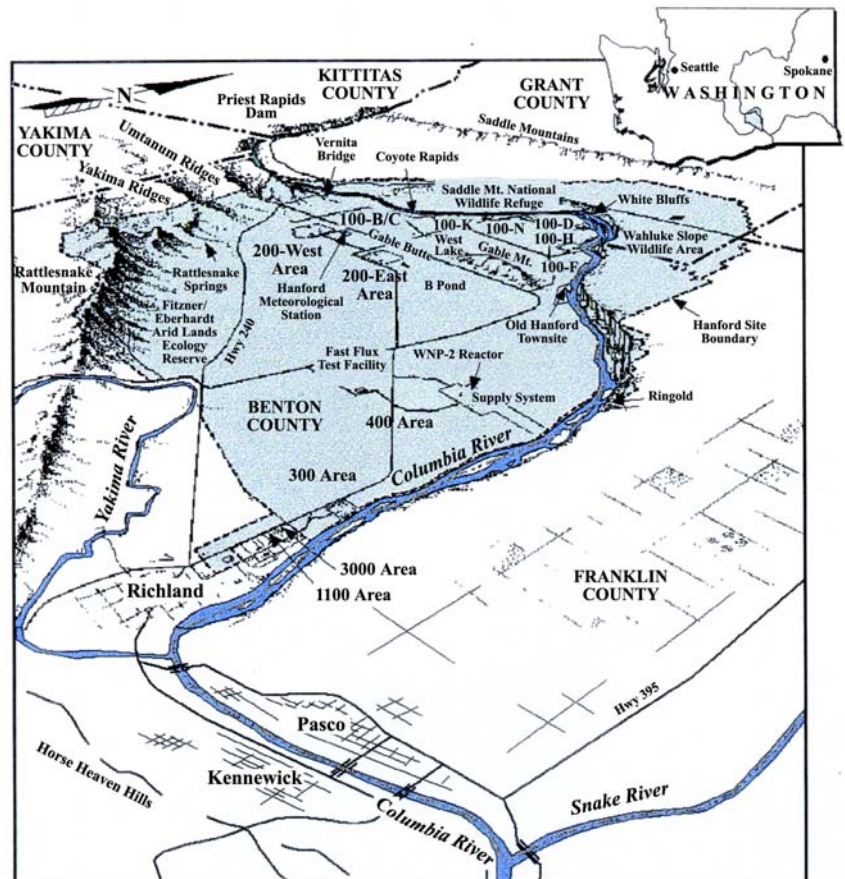 Seattle
Spokane
WASHINGTON
N
KITTITAS
COUNTY
GRANT
COUNTY
Priest Rapids
Dam
YAKIMA
COUNTY
Umtanum Ridges
Saddle Mountains
Vernita
Bridge
Coyote Rapids
Yakima Ridges
Saddle Mt. National
Wildlife Refuge
White Bluffs
100-B/C
100-K
100-N
100-D
100-H
200-West
Area
Gable Butte
West
Lake
Gable Mt.
Wahluke Slope
Wildlife Area
100-F
Rattlesnake
Mountain
Rattlesnake
Springs
Hanford
Meteorological
Station
200-East
Area
B Pond
Fitzner/
Eberhardt
Arid Lands
Ecology
Reserve
Hwy 240
Old Hanford
Townsite
Hanford Site
Boundary
Fast Flux
Test Facility
WNP-2 Reactor
Supply System
Ringold
BENTON
COUNTY
400 Area
Yakima River
300 Area
Columbia River
3000 Area
1100 Area
Richland
FRANKLIN
COUNTY
Hwy 395
Pasco
Horse Heaven Hills
Kennewick
Columbia River
Snake River